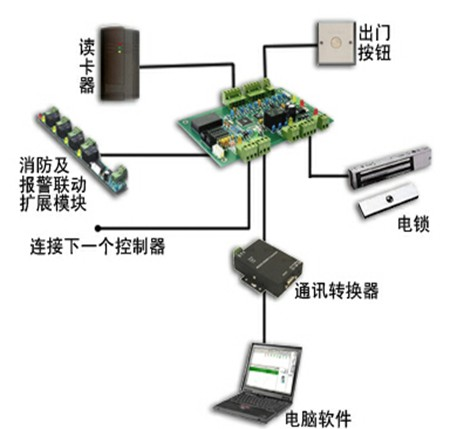 读
卡
器
出门
按钮
消防及
报警联动
扩展模块
电锁
连接下一个控制器
通讯转换器
电脑软件